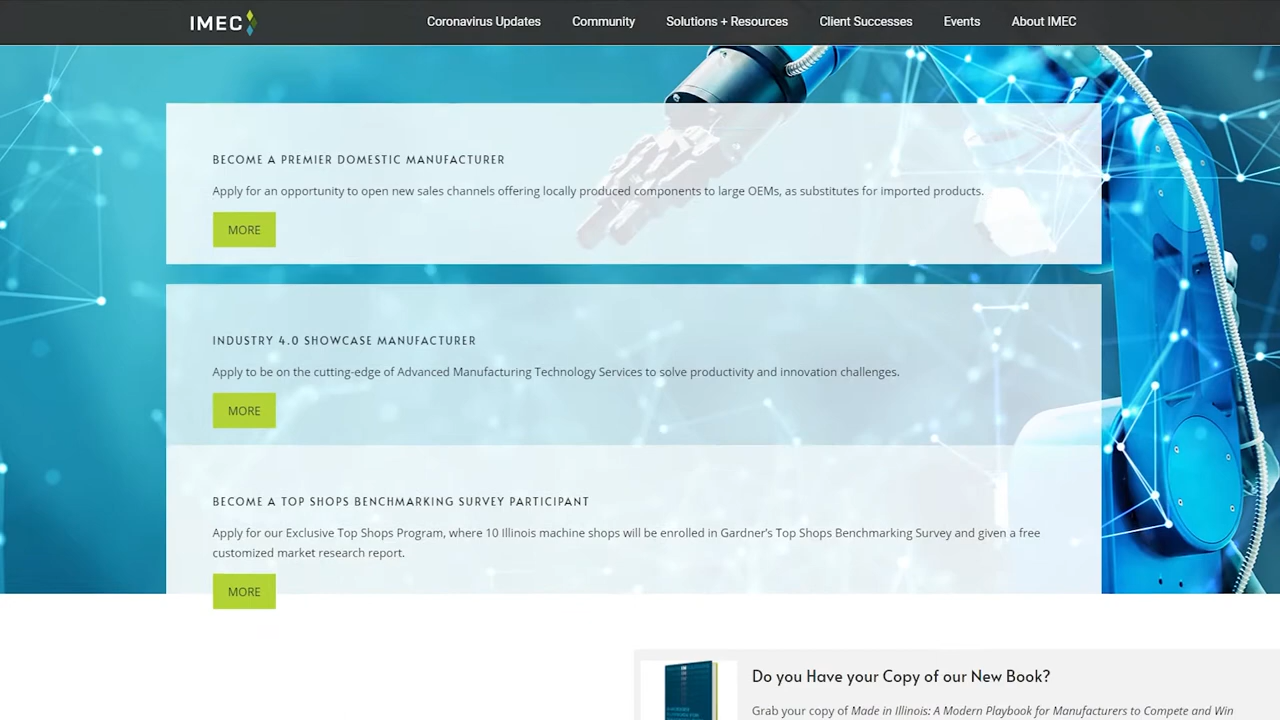 IMEC
Coronavirus Updates
Community
Solutions + Resources
Client Successes
Events
About IMEC
BECOME A PREMIER DOMESTIC MANUFACTURER
Apply for an opportunity to open new sales channels offering locally produced components to large OEMs, as substitutes for imported products.
MORE
INDUSTRY 4.0 SHOWCASE MANUFACTURER
Apply to be on the cutting-edge of Advanced Manufacturing Technology Services to solve productivity and innovation challenges.
MORE
BECOME A TOP SHOPS BENCHMARKING SURVEY PARTICIPANT
Apply for our Exclusive Top Shops Program, where 10 Illinois machine shops will be enrolled in Gardner's Top Shops Benchmarking Survey and given a free
customized market research report.
MORE
Do you Have your Copy of our New Book?
Grab your copy of Made in Illinois: A Modern Playbook for Manufacturers to Compete and Win